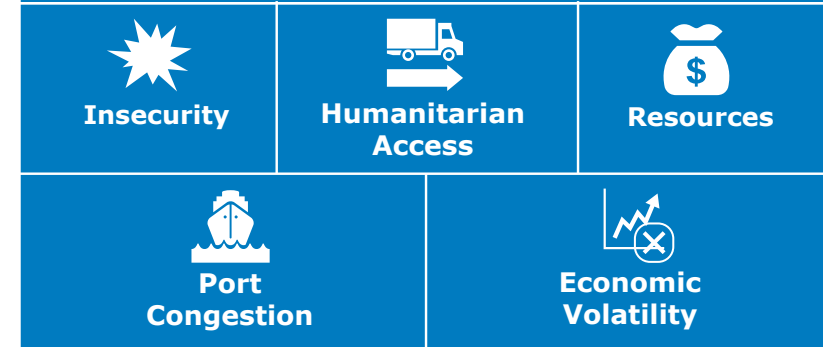 Insecurity
Humanitarian
Access
$
Resources
Port
Congestion
Economic
Volatility